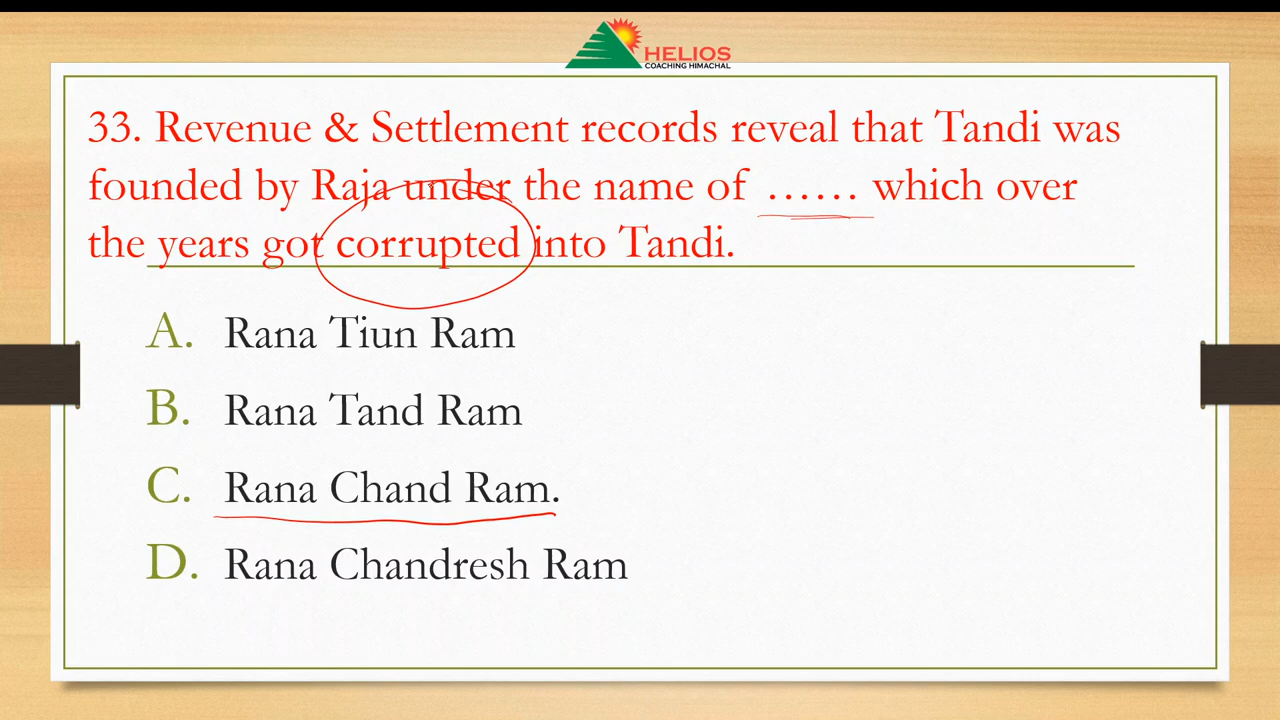 HELIOS
COACHING HIMACHAL
33. Revenue & Settlement records reveal that Tandi was
founded by Raja under the name of ...... which over
the years got corrupted into Tandi.
A. Rana Tiun Ram
B. Rana Tand Ram
C. Rana Chand Ram.
D. Rana Chandresh Ram